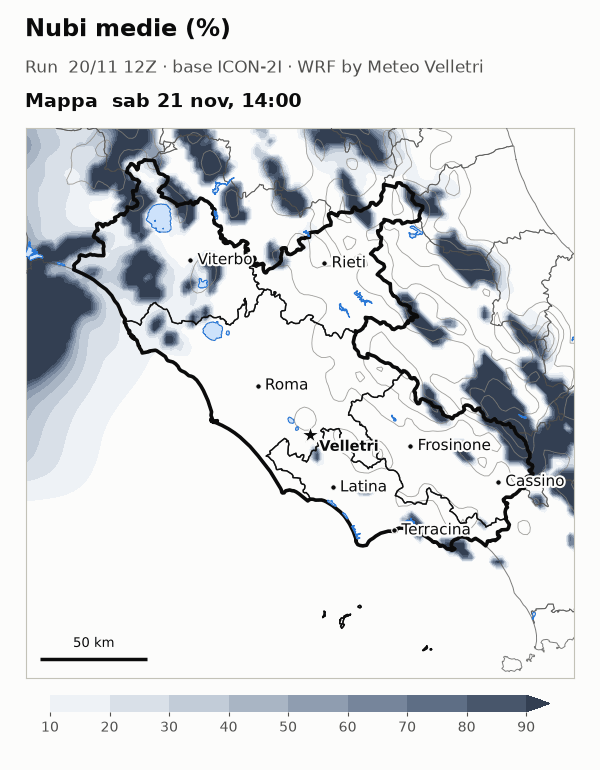 Nubi medie (%)
Run 20/11 12Z · base ICON-2I · WRF by Meteo Velletri
Mappa sab 21 nov, 14:00
Viterbo
Rieti
Roma
Velletri
Frosinone
Cassino
Latina
Terracina
50 km
10 20 30 40 50 60 70 80 90